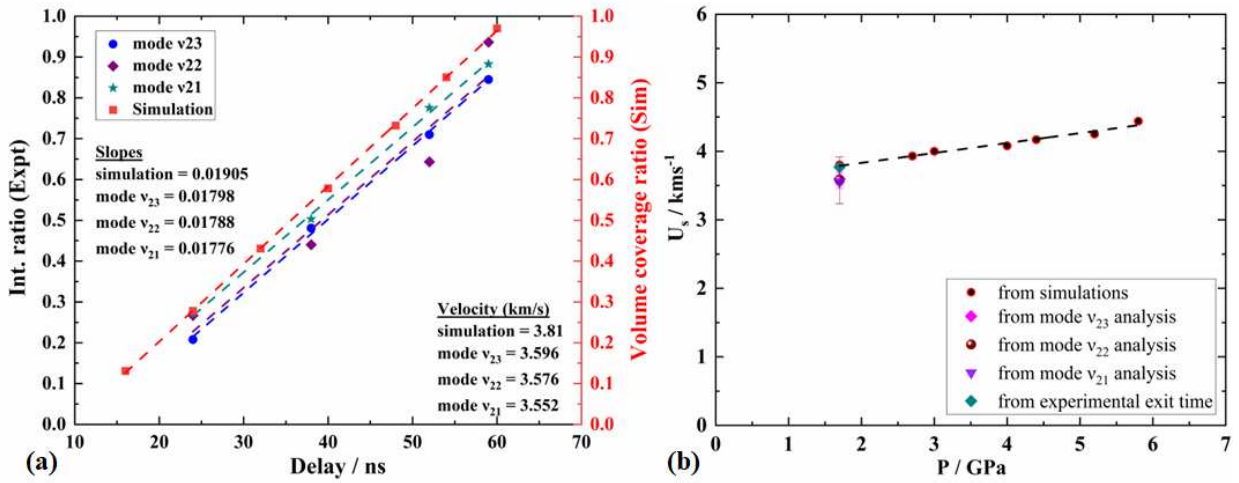 1.0
0.9
0.8
0.7
0.6
0.5
0.4
0.3
0.2
0.1
0.0
Int. ratio (Expt)
mode ν23
mode ν22
mode ν21
Simulation
Slopes
simulation = 0.01905
mode ν₂₃ = 0.01798
mode ν₂₂ = 0.01788
mode ν₂₁ = 0.01776
Velocity (km/s)
simulation = 3.81
mode ν₂₃ = 3.596
mode ν₂₂ = 3.576
mode ν₂₁ = 3.552
1.0
0.9
0.8
0.7
0.6
0.5
0.4
0.3
0.2
0.1
0.0
Volume coverage ratio (Sim)
10 20 30 40 50 60 70
Delay / ns
(a)
6
5
4
3
2
1
0
Uₛ / kms⁻¹
from simulations
from mode ν₂₃ analysis
from mode ν₂₂ analysis
from mode ν₂₁ analysis
from experimental exit time
0 1 2 3 4 5 6 7
P / GPa
(b)